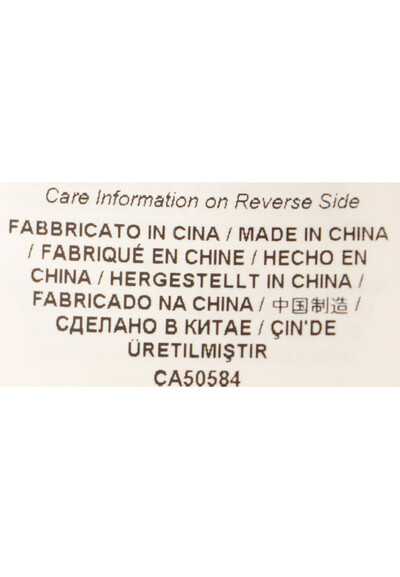 Care Information on Reverse Side
FABBRICATO IN CINA / MADE IN CHINA
/ FABRIQUÉ EN CHINE / HECHO EN
CHINA / HERGESTELLT IN CHINA /
FABRICADO NA CHINA / 中国制造 /
СДЕЛАНО В КИТАЕ / ÇIN'DE
ÜRETILMIŞTIR
CA50584